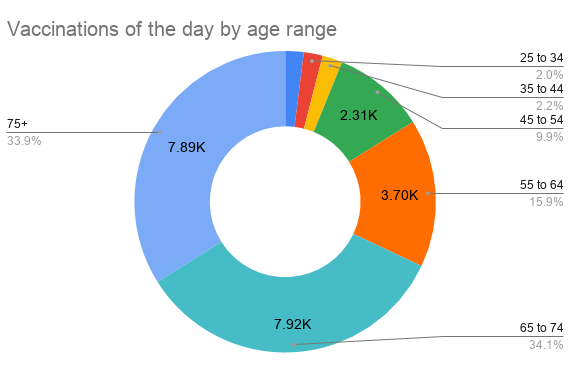 Vaccinations of the day by age range
25 to 34
2.0%
35 to 44
2.2%
45 to 54
9.9%
55 to 64
15.9%
65 to 74
34.1%
75+
33.9%
2.31K
3.70K
7.92K
7.89K